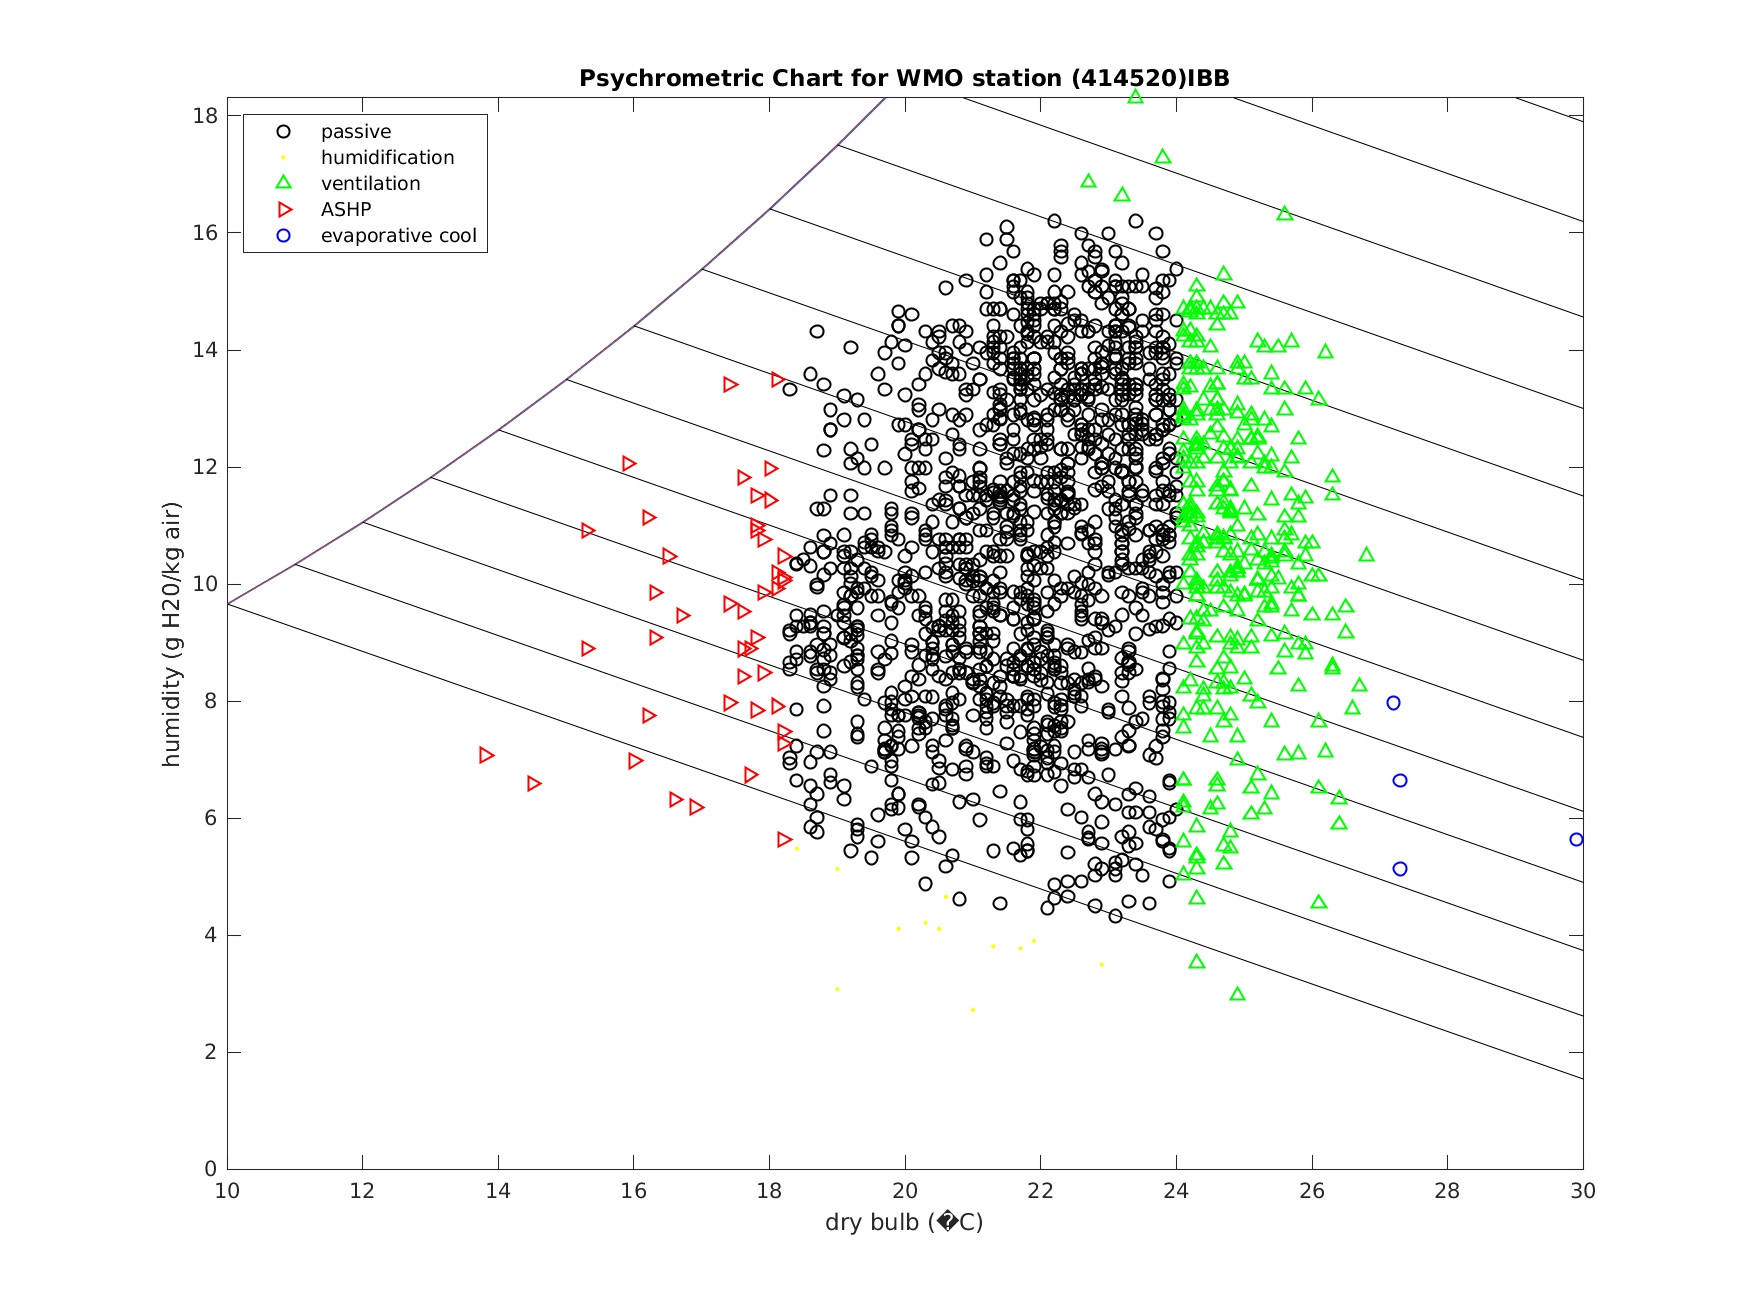 Psychrometric Chart for WMO station (414520)IBB
passive
humidification
ventilation
ASHP
evaporative cool
humidity (g H20/kg air)
18
16
14
12
10
8
6
4
2
0
10 12 14 16 18 20 22 24 26 28 30
dry bulb (�C)